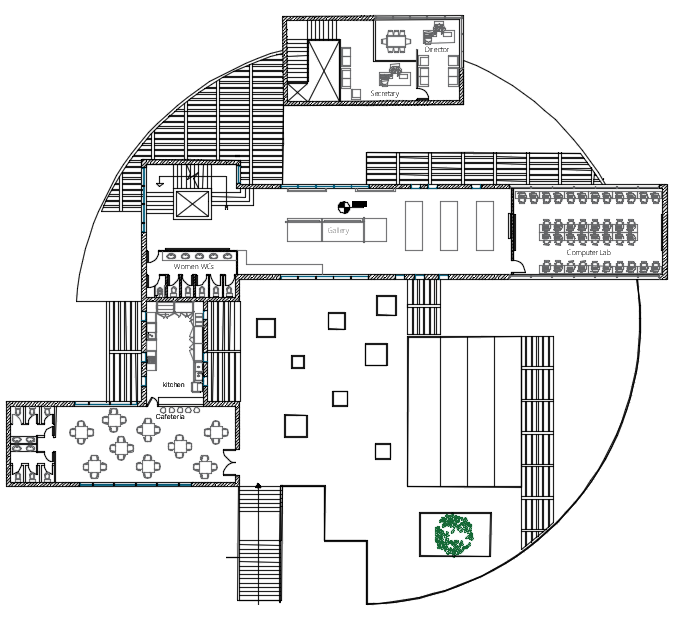 Director
Secretary
Gallery
Women WCs
Computer Lab
kitchen
Cafeteria